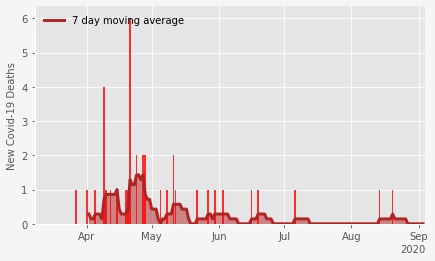 7 day moving average
New Covid-19 Deaths
6
5
4
3
2
1
0
Apr
May
Jun
Jul
Aug
Sep
2020